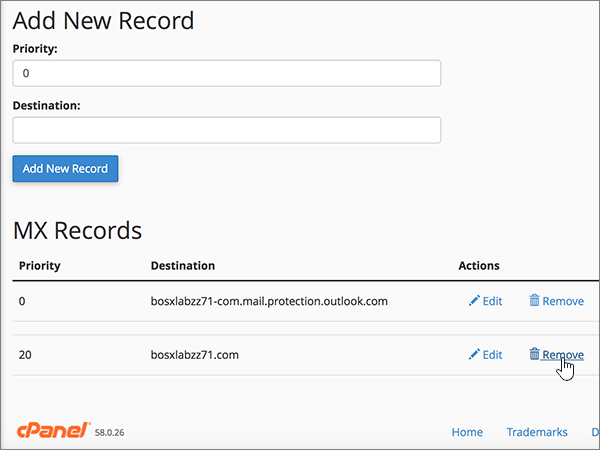 Add New Record
Priority:
0
Destination:
Add New Record
MX Records
Priority Destination Actions
0 bosxlabzz71-com.mail.protection.outlook.com Edit Remove
20 bosxlabzz71.com Edit Remove
cPanel 58.0.26 Home Trademarks D